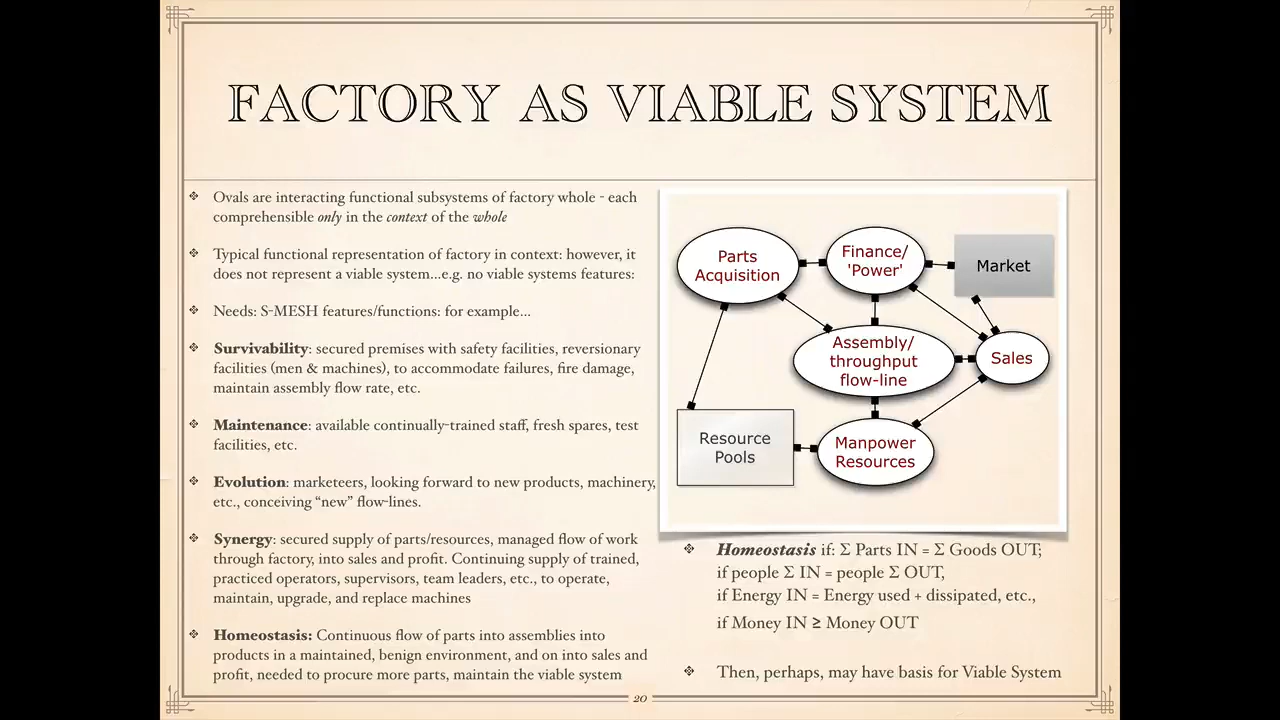 FACTORY AS VIABLE SYSTEM
Ovals are interacting functional subsystems of factory whole - each
comprehensible only in the context of the whole
Typical functional representation of factory in context: however, it
does not represent a viable system...e.g. no viable systems features:
Needs: S-MESH features/functions: for example...
Survivability: secured premises with safety facilities, reversionary
facilities (men & machines), to accommodate failures, fire damage,
maintain assembly flow rate, etc.
Maintenance: available continually-trained staff, fresh spares, test
facilities, etc.
Evolution: marketeers, looking forward to new products, machinery,
etc., conceiving “new” flow-lines.
Synergy: secured supply of parts/resources, managed flow of work
through factory, into sales and profit. Continuing supply of trained,
practiced operators, supervisors, team leaders, etc., to operate,
maintain, upgrade, and replace machines
Homeostasis: Continuous flow of parts into assemblies into
products in a maintained, benign environment, and on into sales and
profit, needed to procure more parts, maintain the viable system
Parts
Acquisition
Finance/
'Power'
Market
Assembly/
throughput
flow-line
Sales
Resource
Pools
Manpower
Resources
Homeostasis if: Σ Parts IN = Σ Goods OUT;
if people Σ IN = people Σ OUT,
if Energy IN = Energy used + dissipated, etc.,
if Money IN ≥ Money OUT
Then, perhaps, may have basis for Viable System
20